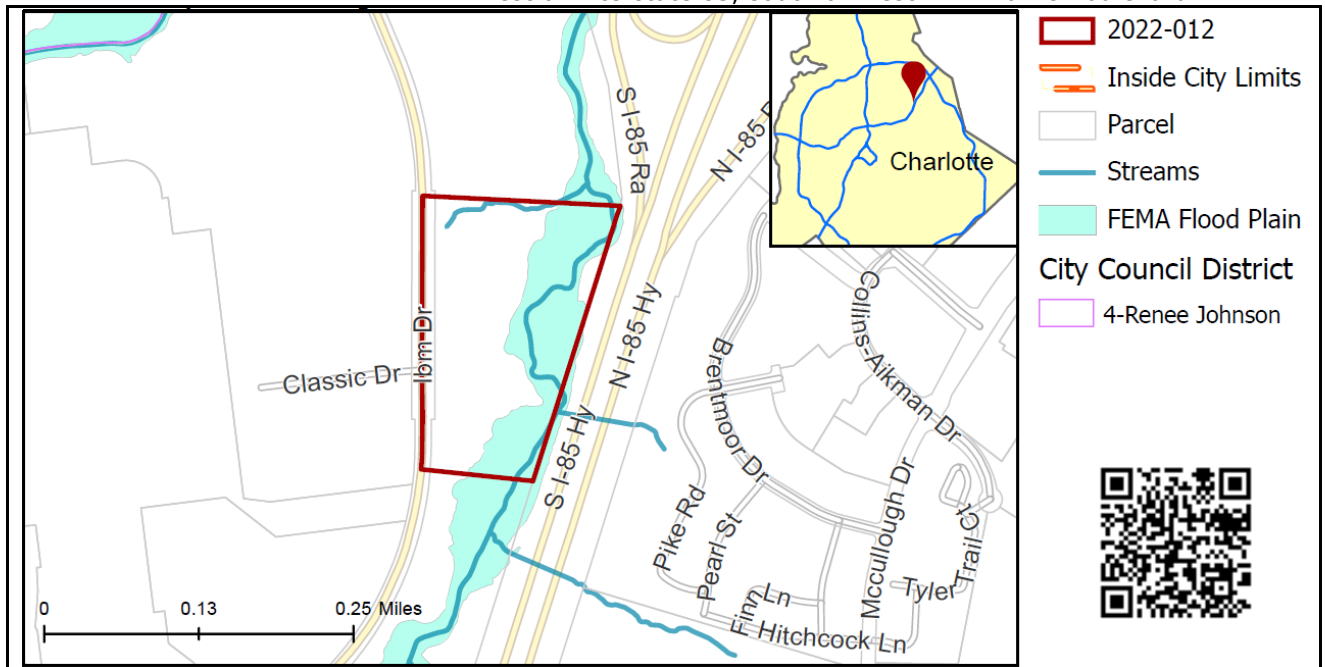 2022-012
Inside City Limits
Parcel
Streams
FEMA Flood Plain
City Council District
4-Renee Johnson
Charlotte
S I-85 Ra
N I-85
S I-85 Hy
N I-85 Hy
Ibm Dr
Classic Dr
Brentmoor Dr
Collins-Aikman Dr
Mccullough Dr
Pike Rd
Pearl St
Finn Ln
Tyler Trail Ct
E Hitchcock Ln
0 0.13 0.25 Miles